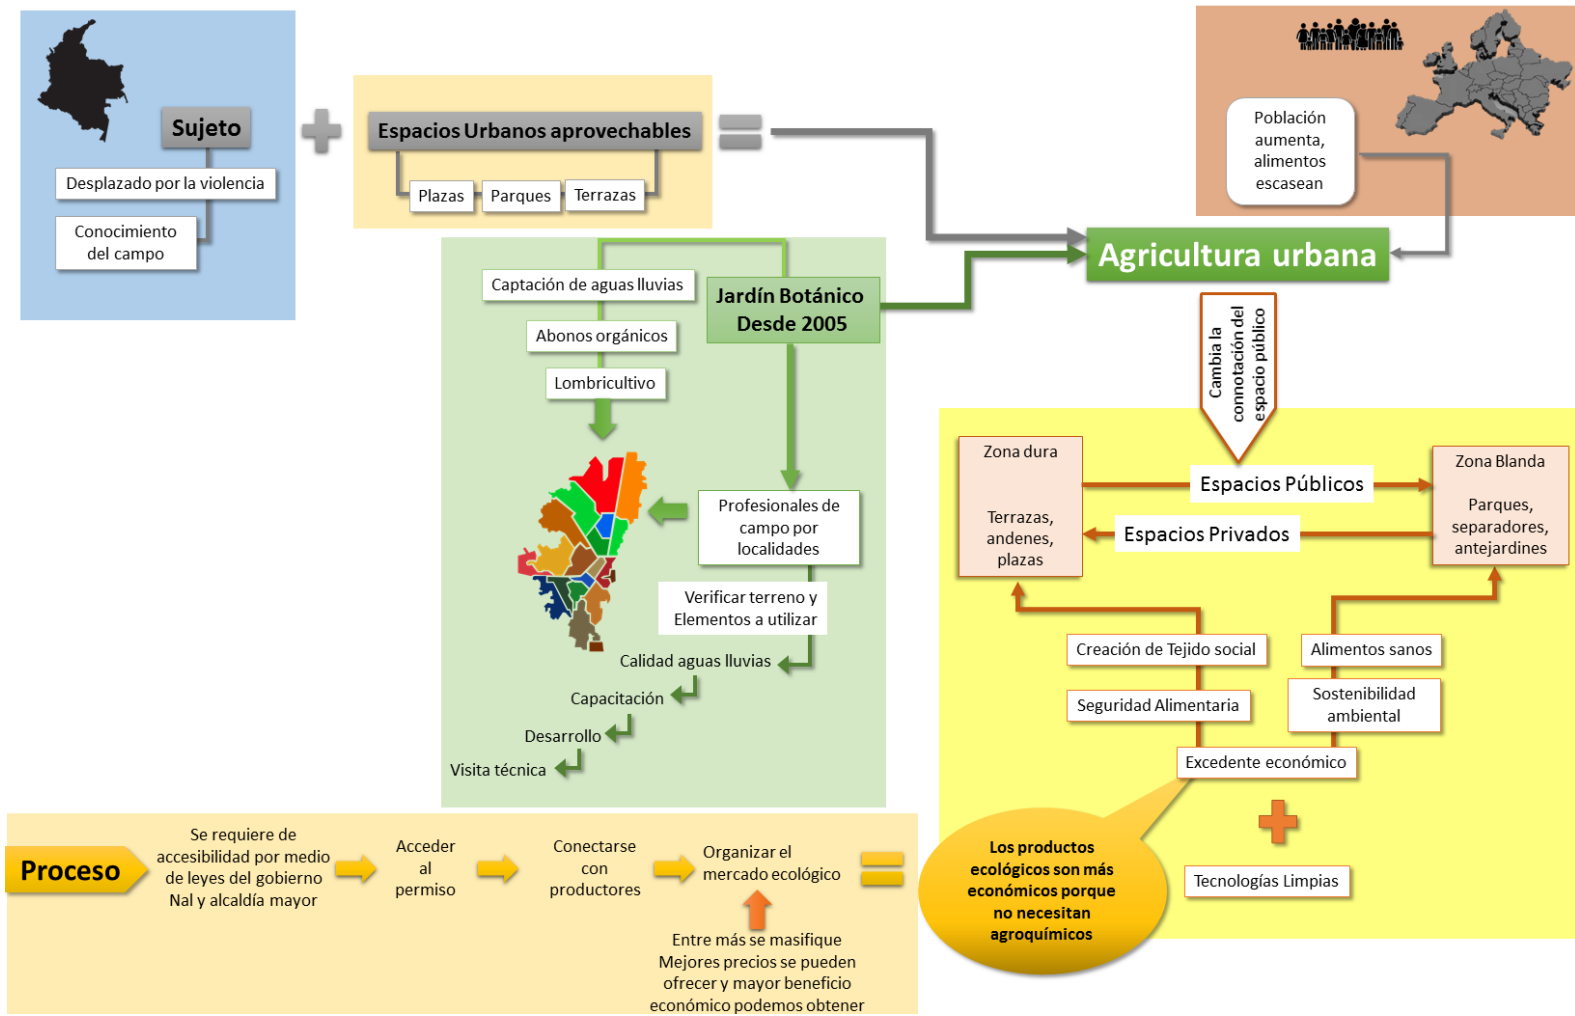 Sujeto
Desplazado por la violencia
Conocimiento
del campo
Espacios Urbanos aprovechables
Plazas
Parques
Terrazas
Población
aumenta,
alimentos
escasean
Agricultura urbana
Captación de aguas lluvias
Abonos orgánicos
Lombricultivo
Jardín Botánico
Desde 2005
Profesionales de
campo por
localidades
Verificar terreno y
Elementos a utilizar
Calidad aguas lluvias
Capacitación
Desarrollo
Visita técnica
Cambia la
connotación del
espacio público
Zona dura
Terrazas,
andenes,
plazas
Espacios Públicos
Espacios Privados
Zona Blanda
Parques,
separadores,
antejardines
Creación de Tejido social
Seguridad Alimentaria
Alimentos sanos
Sostenibilidad
ambiental
Excedente económico
Tecnologías Limpias
Proceso
Se requiere de
accesibilidad por medio
de leyes del gobierno
Nal y alcaldía mayor
Acceder
al
permiso
Conectarse
con
productores
Organizar el
mercado ecológico
Entre más se masifique
Mejores precios se pueden
ofrecer y mayor beneficio
económico podemos obtener
Los productos
ecológicos son más
económicos porque
no necesitan
agroquímicos